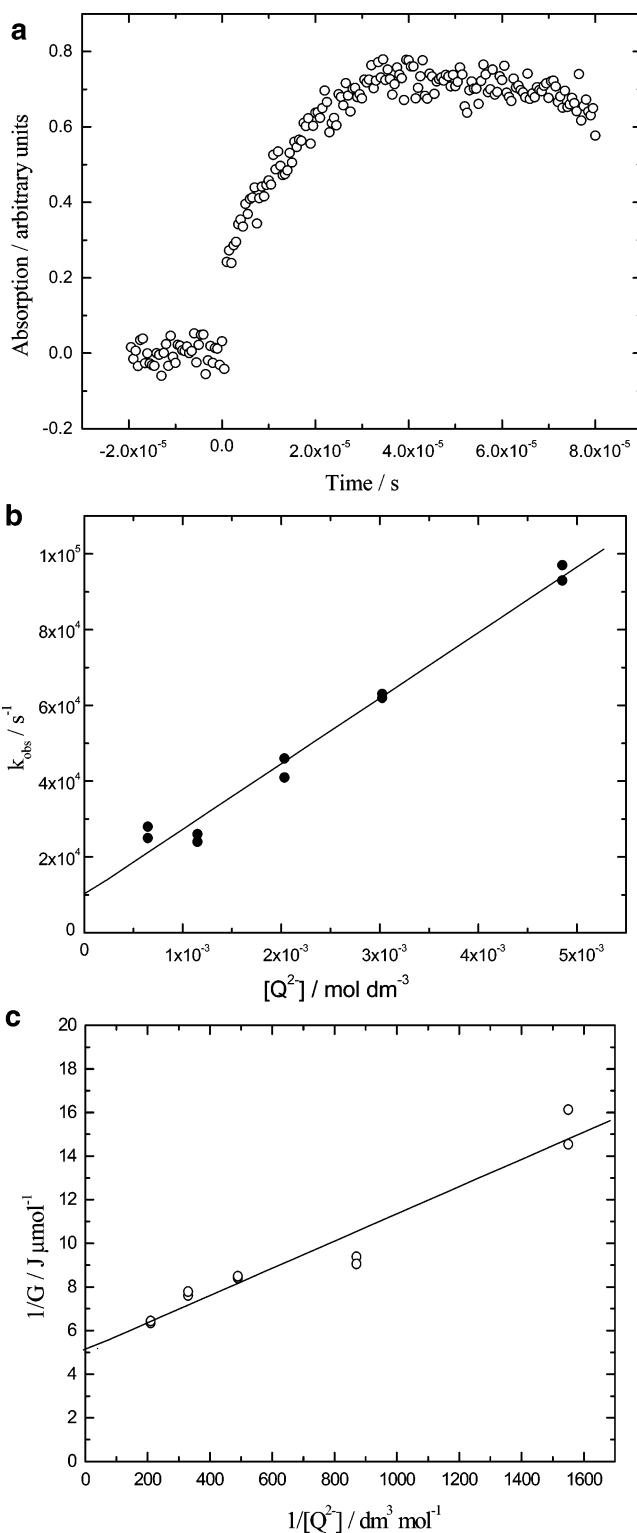 a
0.8
0.6
0.4
0.2
0.0
-0.2
Absorption / arbitrary units
-2.0x10⁻⁵ 0.0 2.0x10⁻⁵ 4.0x10⁻⁵ 6.0x10⁻⁵ 8.0x10⁻⁵
Time / s
b
1x10⁵
8x10⁴
6x10⁴
4x10⁴
2x10⁴
0
k_obs / s⁻¹
0 1x10⁻³ 2x10⁻³ 3x10⁻³ 4x10⁻³ 5x10⁻³
[Q²⁻] / mol dm⁻³
c
20
18
16
14
12
10
8
6
4
2
0
1/G / J μmol⁻¹
0 200 400 600 800 1000 1200 1400 1600
1/[Q²⁻] / dm³ mol⁻¹